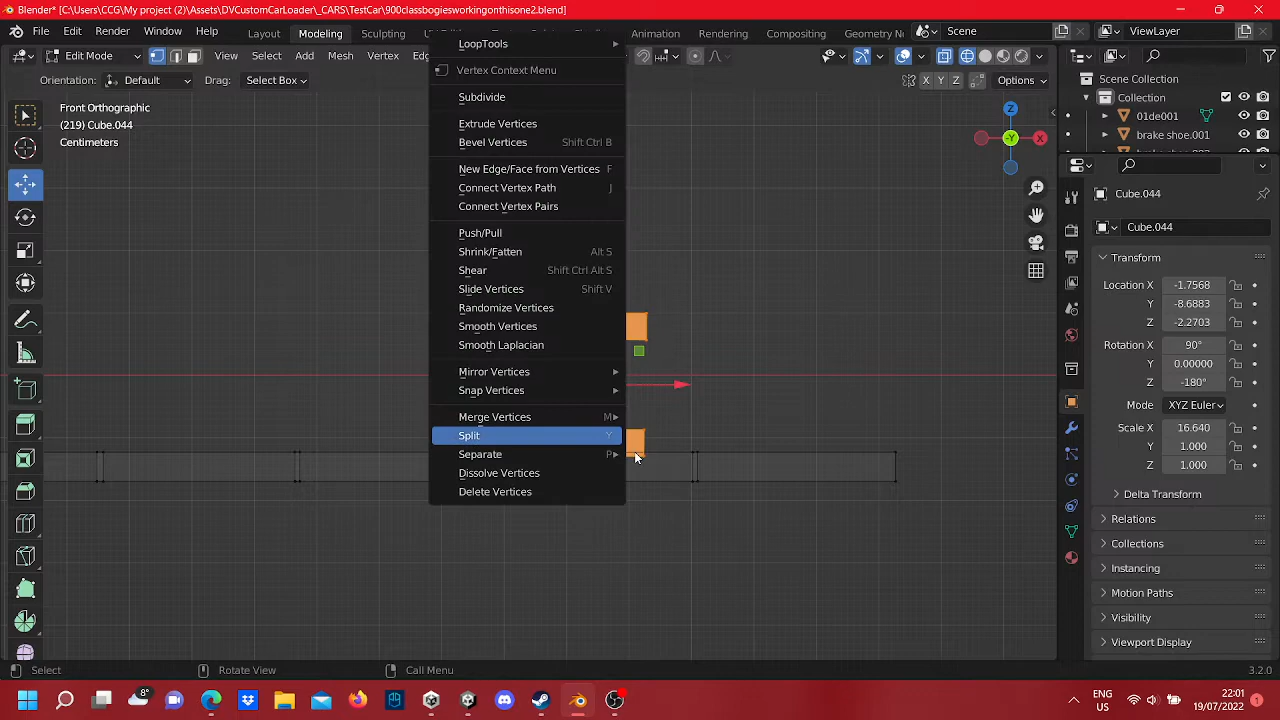 Blender* [C:\Users\CCG\My project (2)\Assets\DVCustomCarLoader\_CARS\TestCar\900classbogiesworkingonthisone2.blend]
File Edit Render Window Help Layout Modeling Sculpting Animation Rendering Compositing Geometry N Scene ViewLayer
Edit Mode View Select Add Mesh Vertex
Orientation: Default Drag: Select Box X Y Z Options
Front Orthographic
(219) Cube.044
Centimeters
LoopTools
Vertex Context Menu
Subdivide
Extrude Vertices
Bevel Vertices Shift Ctrl B
New Edge/Face from Vertices F
Connect Vertex Path J
Connect Vertex Pairs
Push/Pull
Shrink/Fatten Alt S
Shear Shift Ctrl Alt S
Slide Vertices Shift V
Randomize Vertices
Smooth Vertices
Smooth Laplacian
Mirror Vertices
Snap Vertices
Merge Vertices M
Split Y
Separate P
Dissolve Vertices
Delete Vertices
Z
-Y X
Scene Collection
Collection
01de001
brake shoe.001
Cube.044
Cube.044
Transform
Location X -1.7568
Y -8.6883
Z -2.2703
Rotation X 90°
Y 0.00000
Z -180°
Mode XYZ Euler
Scale X 16.640
Y 1.000
Z 1.000
Delta Transform
Relations
Collections
Instancing
Motion Paths
Visibility
Viewport Display
Select Rotate View Call Menu 3.2.0
8°
ENG
UK
22:01
19/07/2022
1